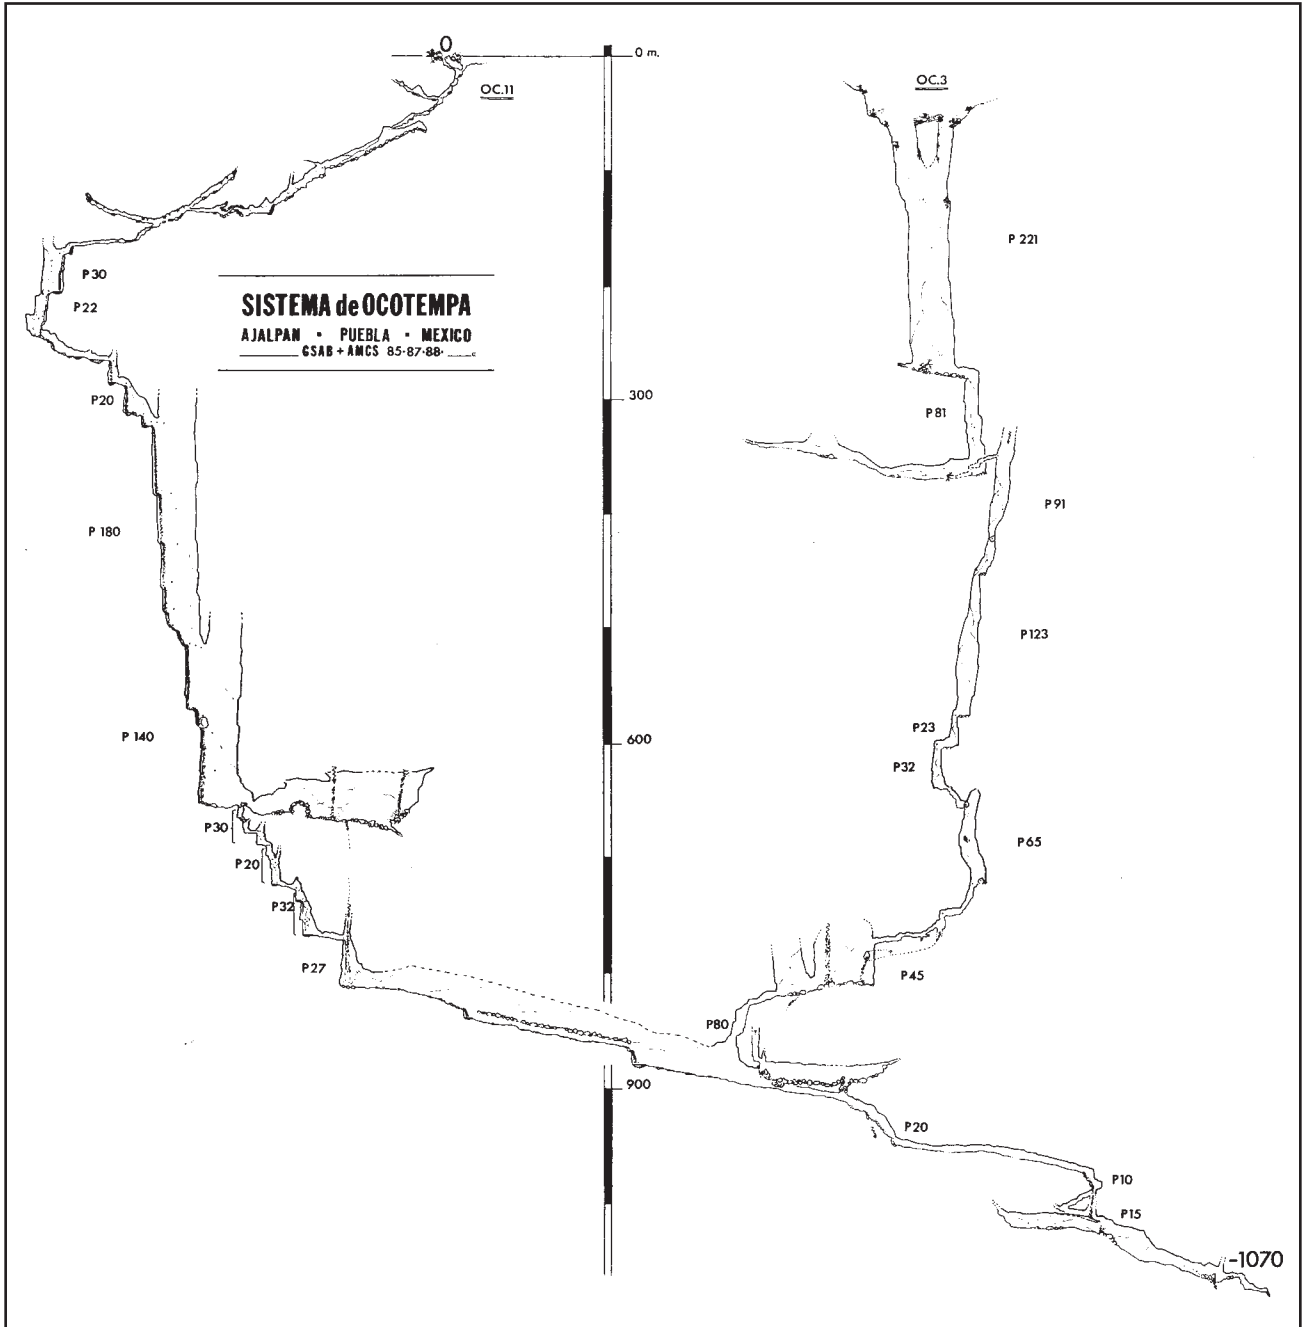 0
0 m.
OC.11
OC.3
P 221
P30
P22
SISTEMA de OCOTEMPA
AJALPAN - PUEBLA - MEXICO
GSAB + AMCS 85-87-88-
300
P20
P81
P91
P 180
P123
P23
P 140
600
P32
P30
P65
P20
P32
P27
P45
P80
900
P20
P10
P15
-1070